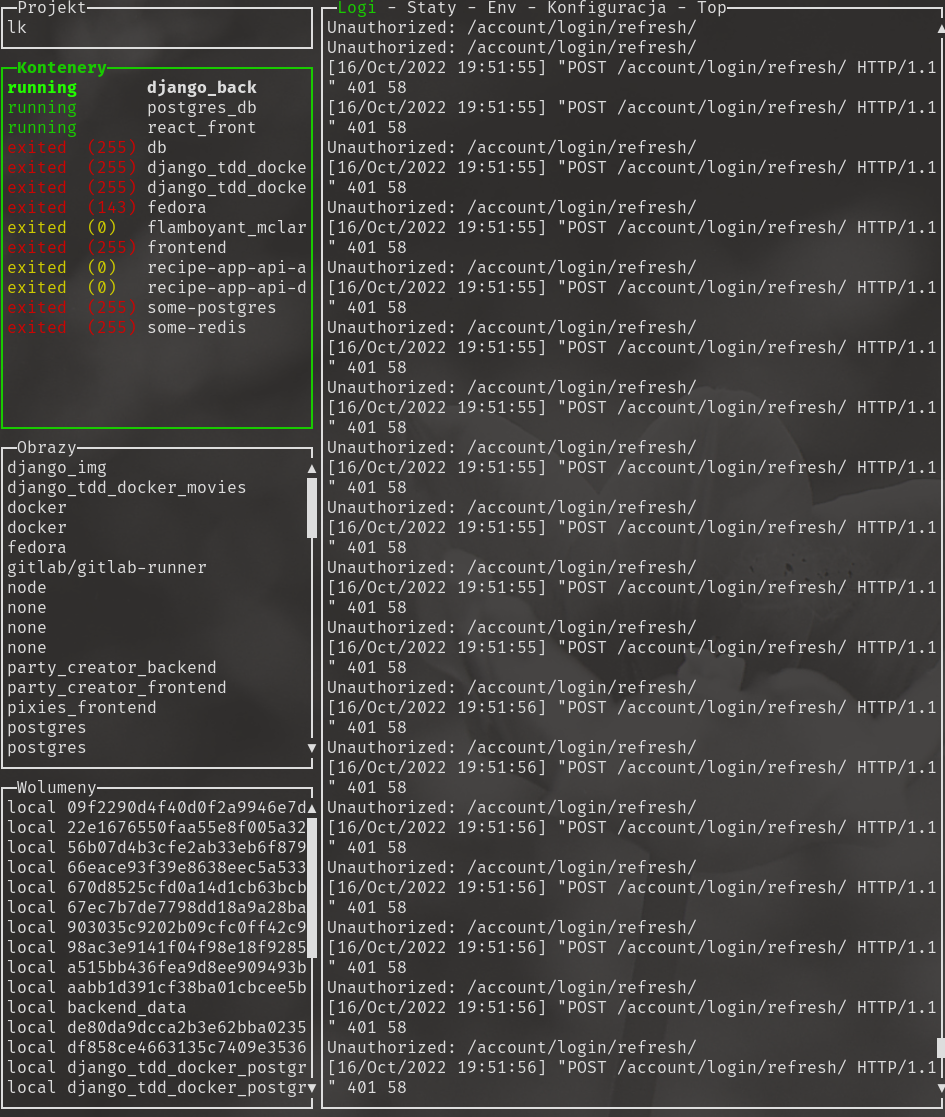 Projekt
lk
Kontenery
running django_back
running postgres_db
running react_front
exited (255) db
exited (255) django_tdd_docke
exited (255) django_tdd_docke
exited (143) fedora
exited (0) flamboyant_mclar
exited (255) frontend
exited (0) recipe-app-api-a
exited (0) recipe-app-api-d
exited (255) some-postgres
exited (255) some-redis
Obrazy
django_img
django_tdd_docker_movies
docker
docker
fedora
gitlab/gitlab-runner
node
none
none
none
party_creator_backend
party_creator_frontend
pixies_frontend
postgres
postgres
Wolumeny
local 09f2290d4f40d0f2a9946e7d
local 22e1676550faa55e8f005a32
local 56b07d4b3cfe2ab33eb6f879
local 66eace93f39e8638eec5a533
local 670d8525cfd0a14d1cb63bcb
local 67ec7b7de7798dd18a9a28ba
local 903035c9202b09cfc0ff42c9
local 98ac3e9141f04f98e18f9285
local a515bb436fea9d8ee909493b
local aabb1d391cf38ba01cbcee5b
local backend_data
local de80da9dcca2b3e62bba0235
local df858ce4663135c7409e3536
local django_tdd_docker_postgr
local django_tdd_docker_postgr
Logi - Staty - Env - Konfiguracja - Top
Unauthorized: /account/login/refresh/
Unauthorized: /account/login/refresh/
[16/Oct/2022 19:51:55] "POST /account/login/refresh/ HTTP/1.1
" 401 58
[16/Oct/2022 19:51:55] "POST /account/login/refresh/ HTTP/1.1
" 401 58
Unauthorized: /account/login/refresh/
[16/Oct/2022 19:51:55] "POST /account/login/refresh/ HTTP/1.1
" 401 58
Unauthorized: /account/login/refresh/
[16/Oct/2022 19:51:55] "POST /account/login/refresh/ HTTP/1.1
" 401 58
Unauthorized: /account/login/refresh/
[16/Oct/2022 19:51:55] "POST /account/login/refresh/ HTTP/1.1
" 401 58
Unauthorized: /account/login/refresh/
[16/Oct/2022 19:51:55] "POST /account/login/refresh/ HTTP/1.1
" 401 58
Unauthorized: /account/login/refresh/
[16/Oct/2022 19:51:55] "POST /account/login/refresh/ HTTP/1.1
" 401 58
Unauthorized: /account/login/refresh/
[16/Oct/2022 19:51:55] "POST /account/login/refresh/ HTTP/1.1
" 401 58
Unauthorized: /account/login/refresh/
[16/Oct/2022 19:51:55] "POST /account/login/refresh/ HTTP/1.1
" 401 58
Unauthorized: /account/login/refresh/
[16/Oct/2022 19:51:55] "POST /account/login/refresh/ HTTP/1.1
" 401 58
Unauthorized: /account/login/refresh/
[16/Oct/2022 19:51:55] "POST /account/login/refresh/ HTTP/1.1
" 401 58
Unauthorized: /account/login/refresh/
[16/Oct/2022 19:51:56] "POST /account/login/refresh/ HTTP/1.1
" 401 58
Unauthorized: /account/login/refresh/
[16/Oct/2022 19:51:56] "POST /account/login/refresh/ HTTP/1.1
" 401 58
Unauthorized: /account/login/refresh/
[16/Oct/2022 19:51:56] "POST /account/login/refresh/ HTTP/1.1
" 401 58
Unauthorized: /account/login/refresh/
[16/Oct/2022 19:51:56] "POST /account/login/refresh/ HTTP/1.1
" 401 58
Unauthorized: /account/login/refresh/
[16/Oct/2022 19:51:56] "POST /account/login/refresh/ HTTP/1.1
" 401 58
Unauthorized: /account/login/refresh/
[16/Oct/2022 19:51:56] "POST /account/login/refresh/ HTTP/1.1
" 401 58
Unauthorized: /account/login/refresh/
[16/Oct/2022 19:51:56] "POST /account/login/refresh/ HTTP/1.1
" 401 58